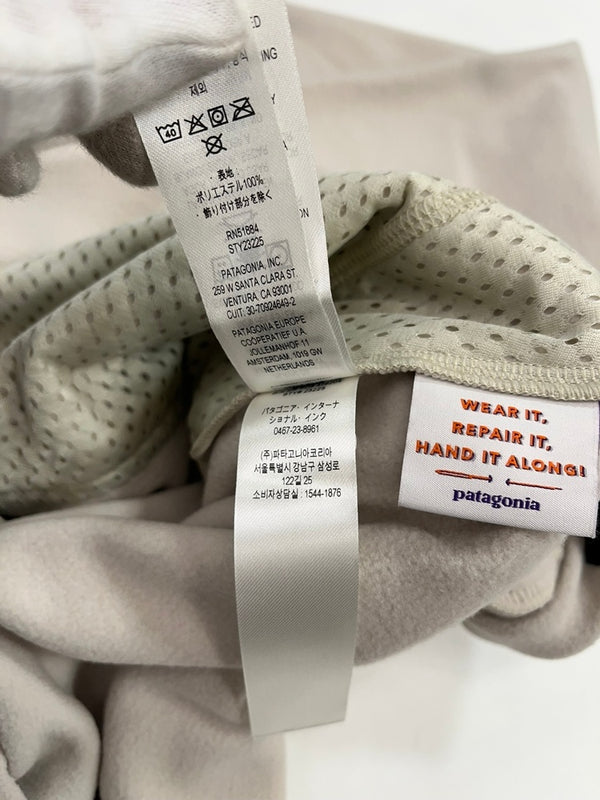 제외
40
・表地
ポリエステル100%
・飾り付け部分を除く
RN51884
STY23225
PATAGONIA, INC.
259 W SANTA CLARA ST.
VENTURA, CA 93001
CUIT: 30-70924649-2
PATAGONIA EUROPE
COOPERATIEF U.A.
JOLLEMANHOF 11
AMSTERDAM, 1019 GW
NETHERLANDS
パタゴニア・インターナ
ショナル・インク
0467-23-8961
(주)파타고니아코리아
서울특별시 강남구 삼성로
122길 25
소비자상담실 : 1544-1876
WEAR IT,
REPAIR IT,
HAND IT ALONG!
patagonia